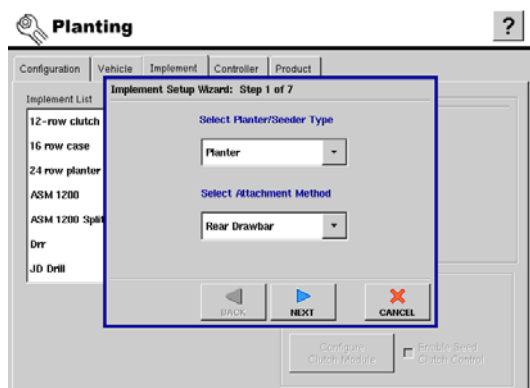 Planting
?
Configuration Vehicle Implement Controller Product
Implement List
12-row clutch
16 row case
24 row planter
ASM 1200
ASM 1200 Split
Drr
JD Drill
Implement Setup Wizard: Step 1 of 7
Select Planter/Seeder Type
Planter
Select Attachment Method
Rear Drawbar
BACK NEXT CANCEL
Configure
Clutch Module
Enable Seed
Clutch Control